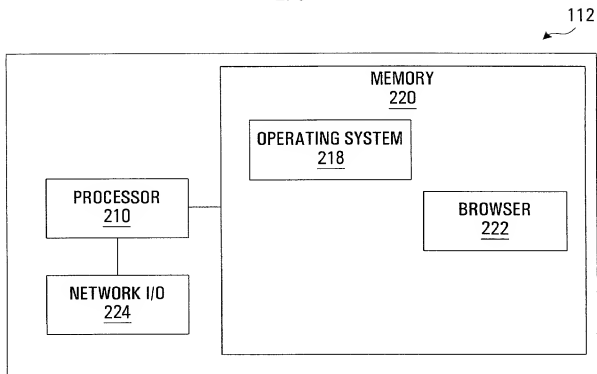 112
MEMORY
220
OPERATING SYSTEM
218
PROCESSOR
210
BROWSER
222
NETWORK I/O
224